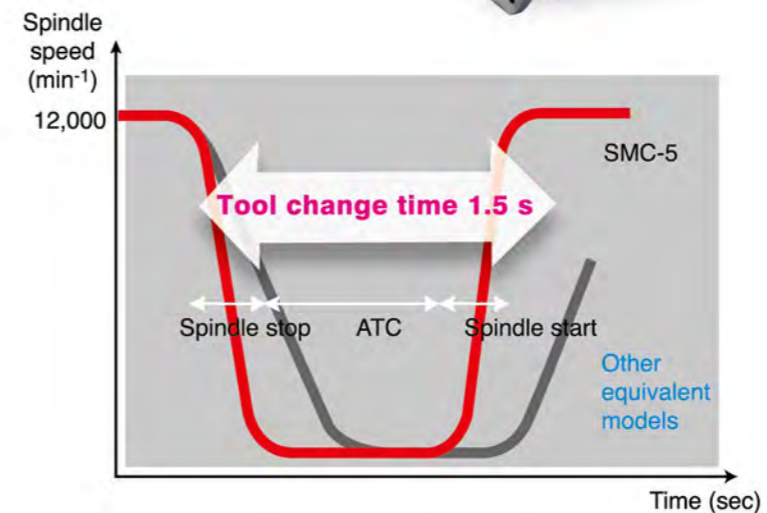 Spindle
speed
(min-1)
12,000
SMC-5
Tool change time 1.5 s
Spindle stop
ATC
Spindle start
Other
equivalent
models
Time (sec)